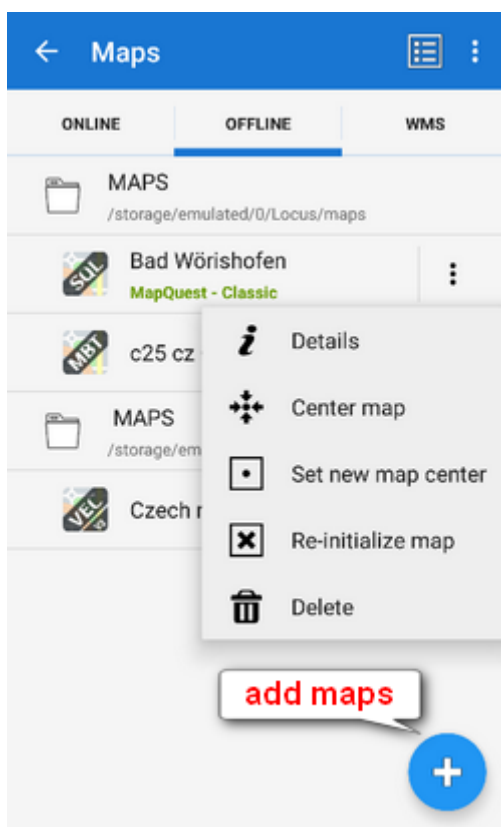 Maps
ONLINE OFFLINE WMS
MAPS
/storage/emulated/0/Locus/maps
SQL
Bad Wörishofen
MapQuest - Classic
Details
MBT
c25 cz
Center map
MAPS
/storage/em
Set new map center
VEC
Czech
Re-initialize map
Delete
add maps